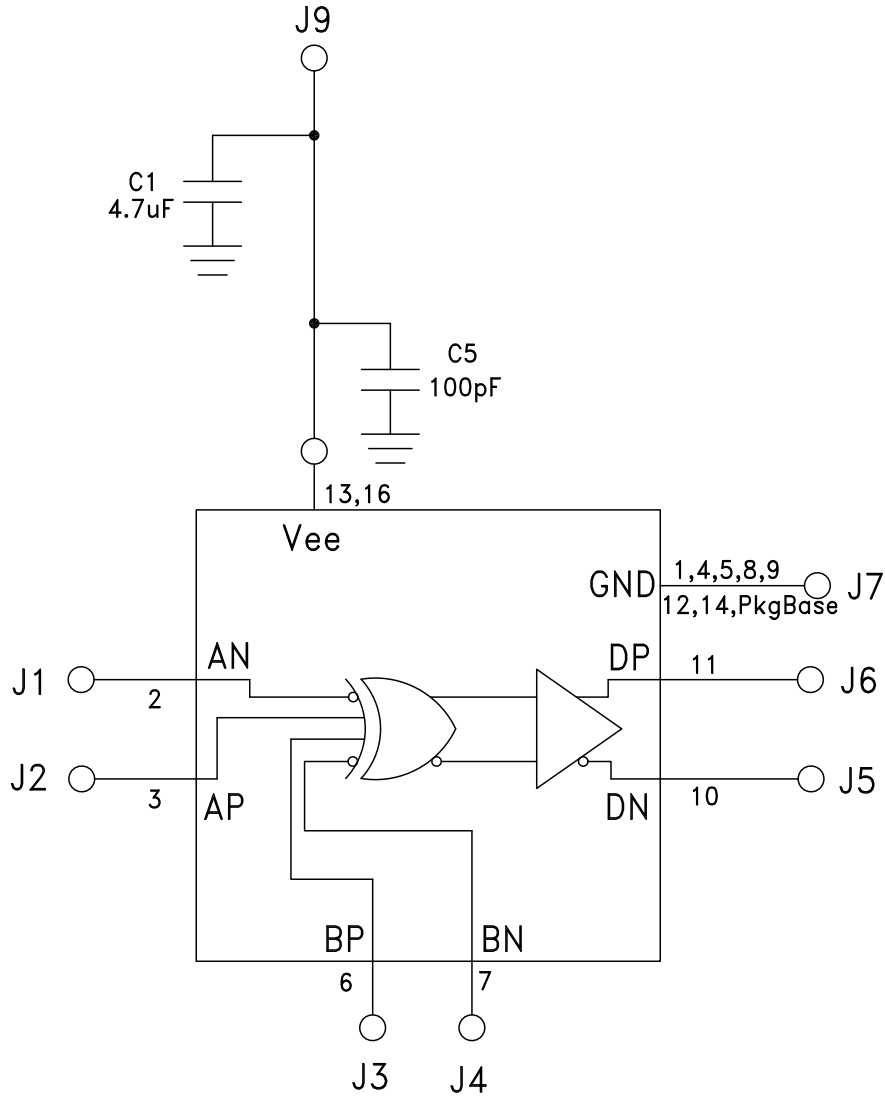 J9
C1
4.7uF
C5
100pF
13,16
Vee
GND
1,4,5,8,9
J7
12,14,PkgBase
AN
DP
11
J1
J6
2
J2
J5
3
AP
DN
10
BP
BN
6
7
J3
J4